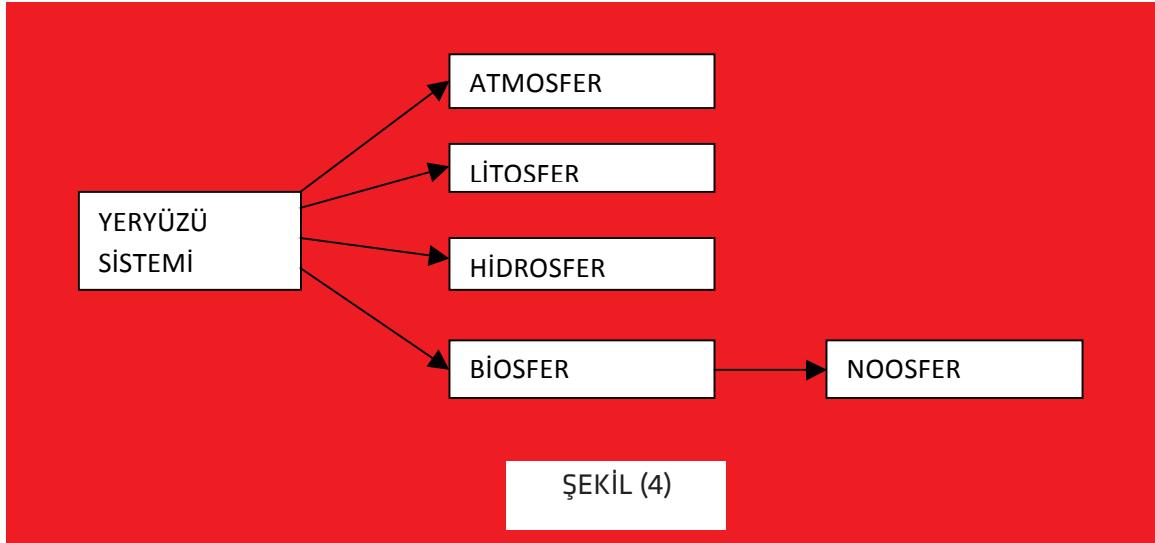 ATMOSFER
LİTOSFER
YERYÜZÜ
SİSTEMİ
HİDROSFER
BİOSFER
NOOSFER
ŞEKİL (4)